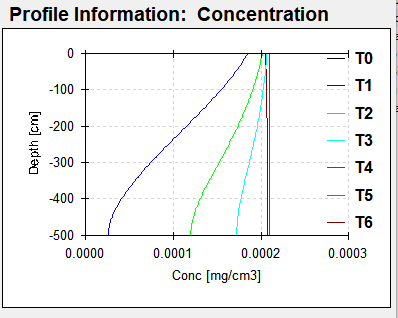 Profile Information:  Concentration
Depth [cm]
0
-100
-200
-300
-400
-500
0.0000
0.0001
0.0002
0.0003
Conc [mg/cm3]
T0
T1
T2
T3
T4
T5
T6